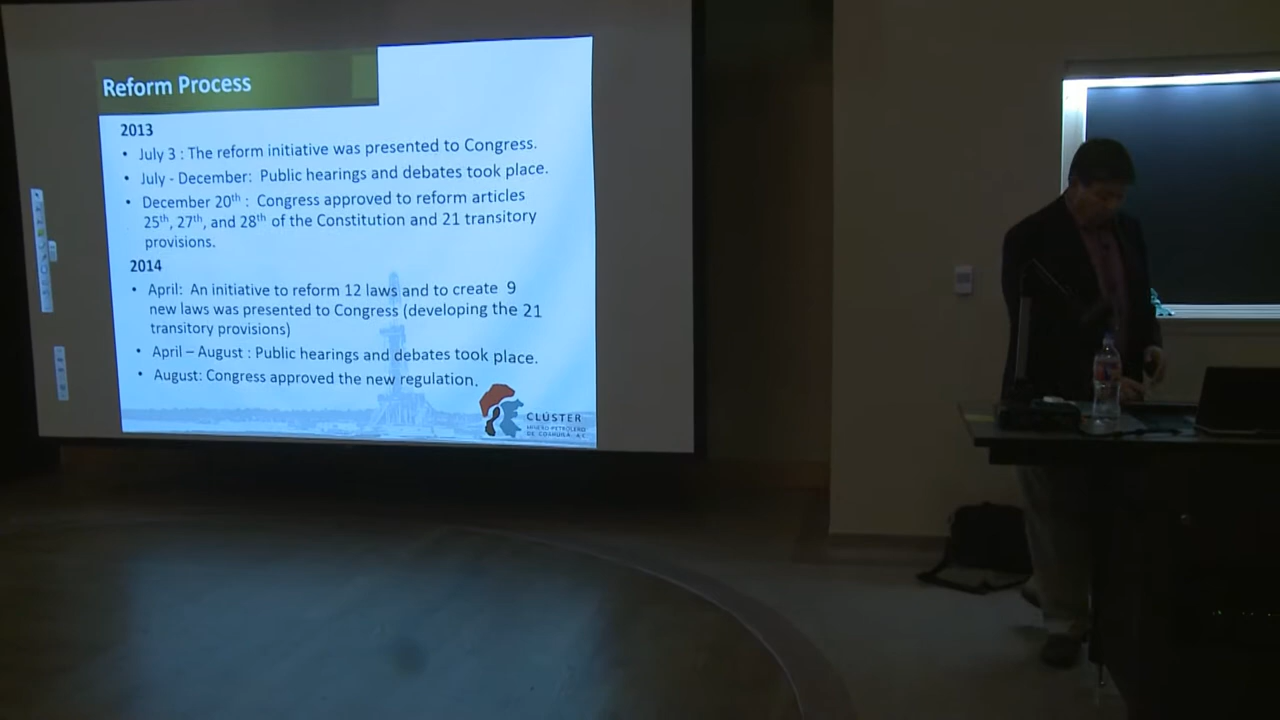 Reform Process
2013
• July 3 : The reform initiative was presented to Congress.
• July - December: Public hearings and debates took place.
• December 20th : Congress approved to reform articles
25th, 27th, and 28th of the Constitution and 21 transitory
provisions.
2014
• April: An initiative to reform 12 laws and to create 9
new laws was presented to Congress (developing the 21
transitory provisions)
• April – August : Public hearings and debates took place.
• August: Congress approved the new regulation.
CLÚSTER
MINERO PETROLERO
DE COAHUILA, A.C.